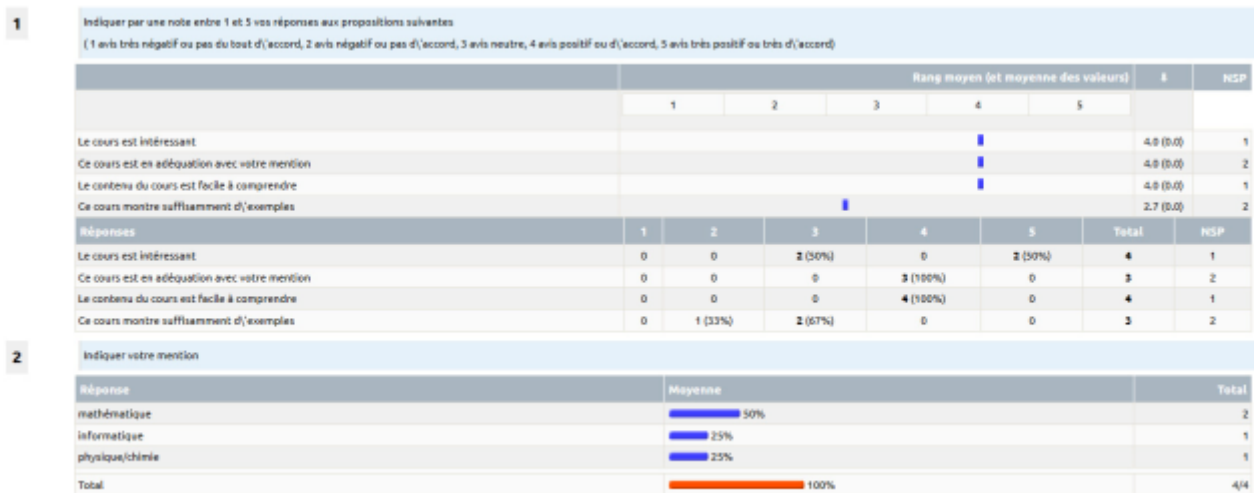 1
Indiquer par une note entre 1 et 5 vos réponses aux propositions suivantes
( 1 avis très négatif ou pas du tout d\'accord, 2 avis négatif ou pas d\'accord, 3 avis neutre, 4 avis positif ou d\'accord, 5 avis très positif ou très d\'accord)
Rang moyen (et moyenne des valeurs) NSP
1 2 3 4 5
Le cours est intéressant 4.0 (0.0) 1
Ce cours est en adéquation avec votre mention 4.0 (0.0) 2
Le contenu du cours est facile à comprendre 4.0 (0.0) 1
Ce cours montre suffisamment d\'exemples 2.7 (0.0) 2
Réponses 1 2 3 4 5 Total NSP
Le cours est intéressant 0 0 2 (50%) 0 2 (50%) 4 1
Ce cours est en adéquation avec votre mention 0 0 0 3 (100%) 0 3 2
Le contenu du cours est facile à comprendre 0 0 0 4 (100%) 0 4 1
Ce cours montre suffisamment d\'exemples 0 1 (33%) 2 (67%) 0 0 3 2
2
Indiquer votre mention
Réponse Moyenne Total
mathématique 50% 2
informatique 25% 1
physique/chimie 25% 1
Total 100% 4/4